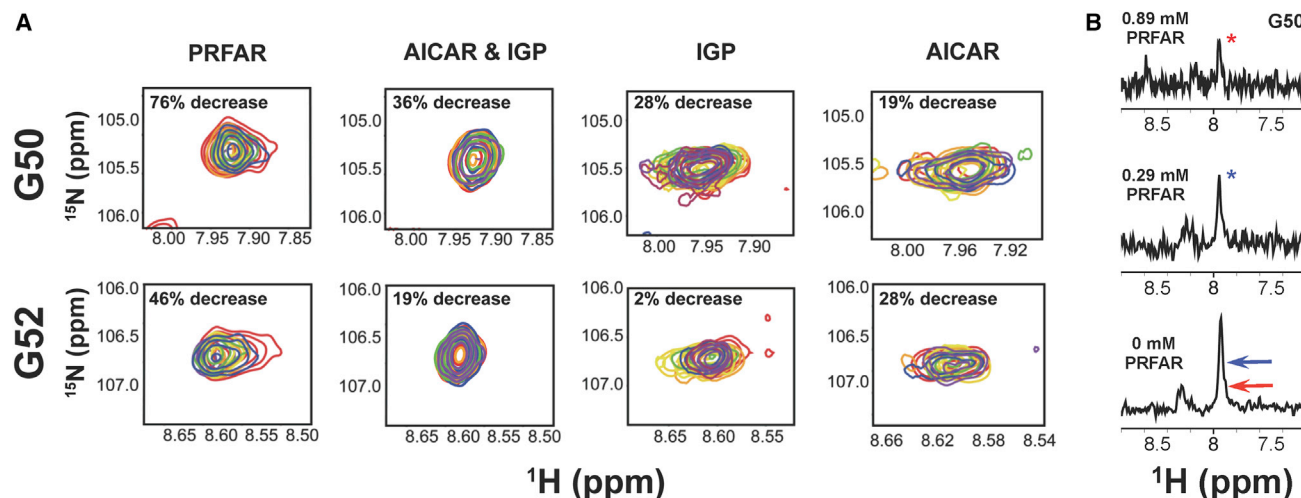 A
PRFAR
AICAR & IGP
IGP
AICAR
G50
15N (ppm)
76% decrease
105.0
105.5
106.0
8.00 7.95 7.90 7.85
36% decrease
105.0
105.5
106.0
8.00 7.95 7.90 7.85
28% decrease
105.0
105.5
106.0
8.00 7.95 7.90
19% decrease
105.0
105.5
106.0
8.00 7.96 7.92
G52
15N (ppm)
46% decrease
106.0
106.5
107.0
8.65 8.60 8.55 8.50
19% decrease
106.0
106.5
107.0
8.65 8.60 8.55 8.50
2% decrease
106.0
106.5
107.0
8.65 8.60 8.55
28% decrease
106.0
106.5
107.0
8.66 8.62 8.58 8.54
1H (ppm)
B
G50
0.89 mM
PRFAR
*
8.5 8 7.5
0.29 mM
PRFAR
*
8.5 8 7.5
0 mM
PRFAR
8.5 8 7.5
1H (ppm)